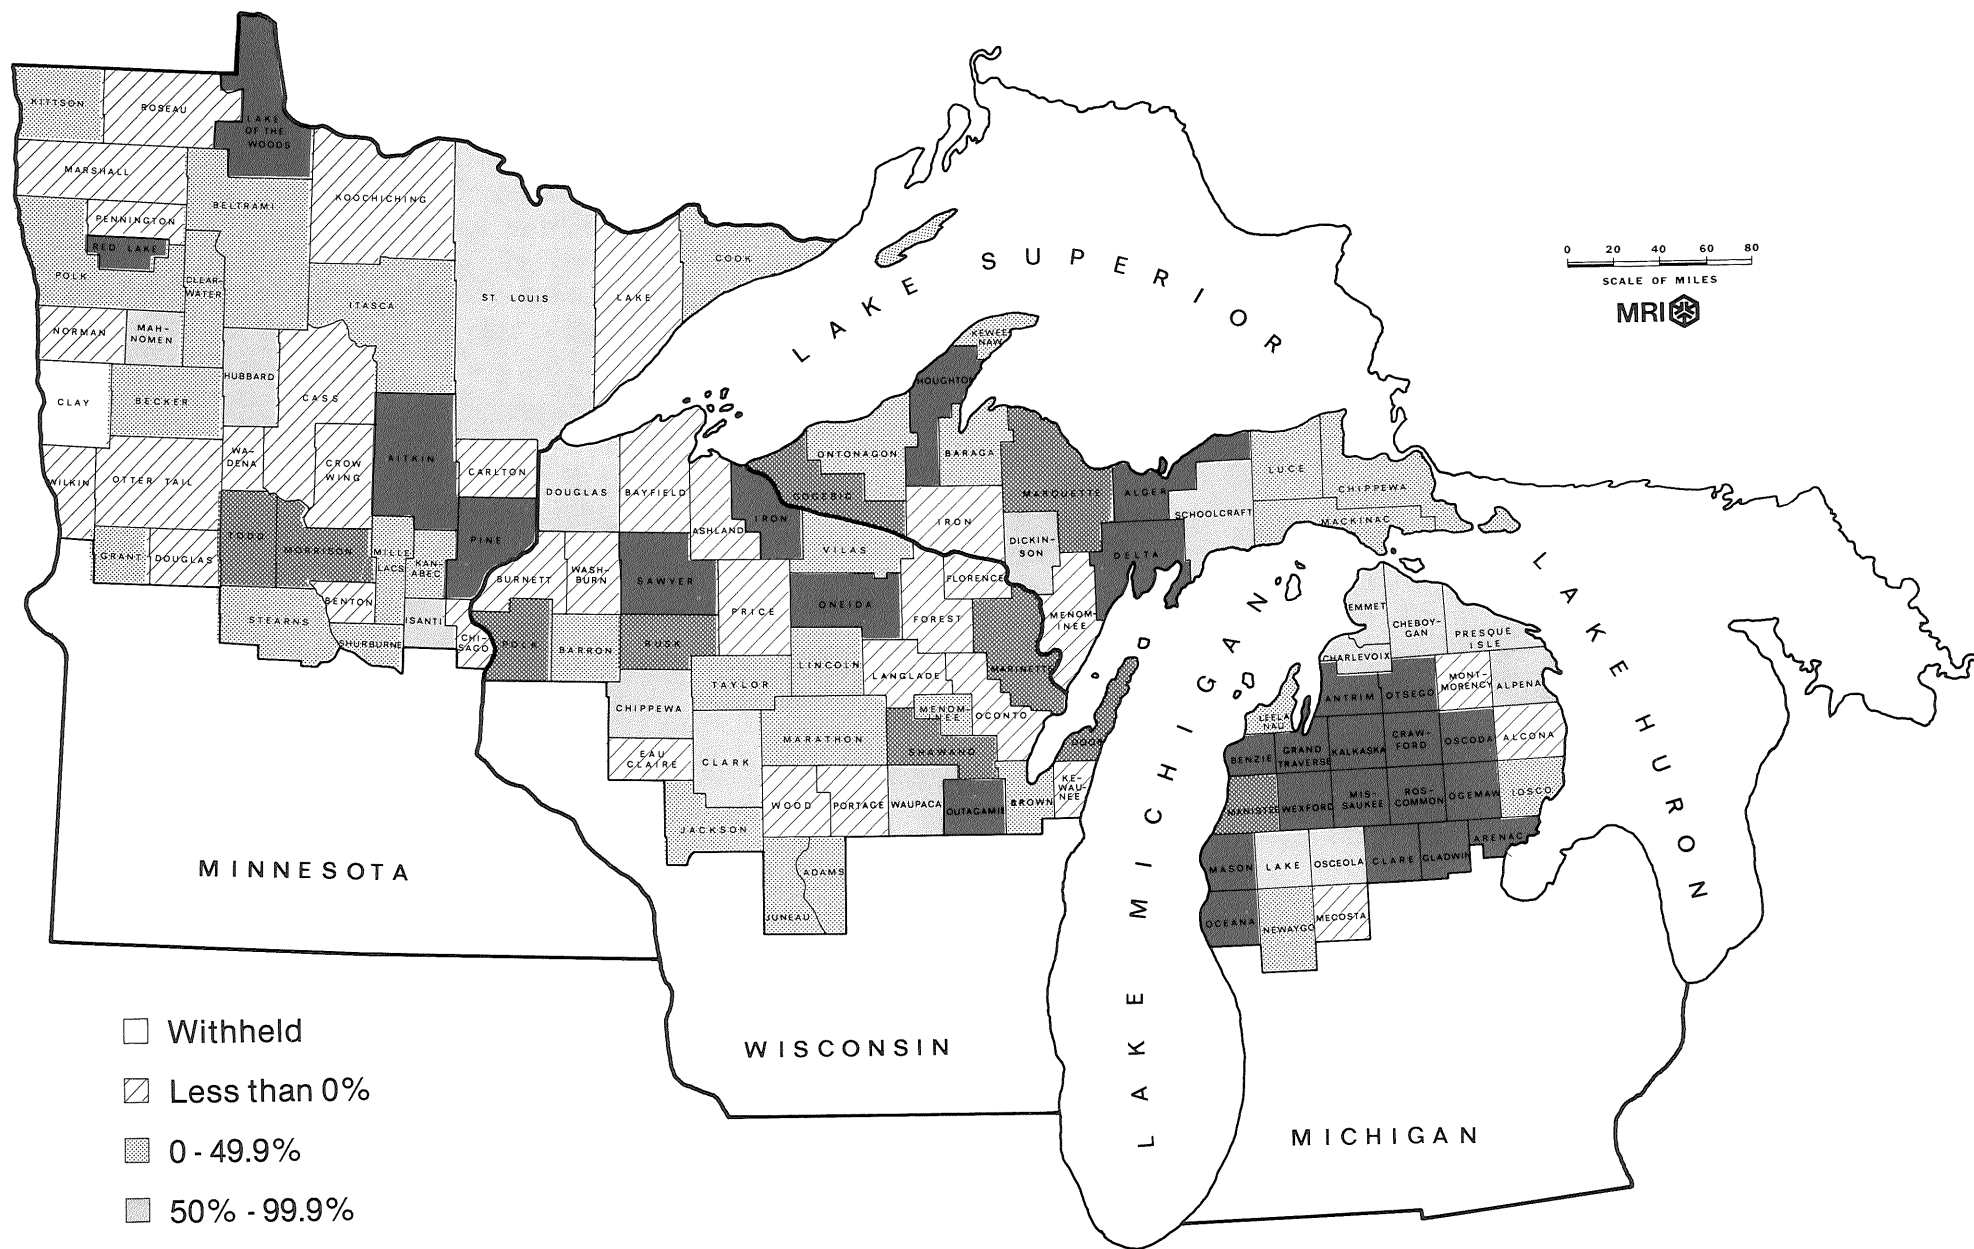 KITTSON
ROSEAU
LAKE
OF THE
WOODS
MARSHALL
PENNINGTON
RED LAKE
POLK
BELTRAMI
CLEAR-
WATER
KOOCHICHING
ITASCA
ST LOUIS
LAKE
COOK
NORMAN
MAH-
NOMEN
CLAY
BECKER
HUBBARD
CASS
AITKIN
CARLTON
WILKIN
OTTER TAIL
WA-
DENA
CROW
WING
GRANT
DOUGLAS
TODD
MORRISON
MILLE
LACS
KAN-
ABEC
PINE
STEARNS
BENTON
SHURBURNE
ISANTI
CHI-
SAGO
MINNESOTA
DOUGLAS
BAYFIELD
ASHLAND
IRON
VILAS
BURNETT
WASH-
BURN
SAWYER
PRICE
ONEIDA
FOREST
FLORENCE
POLK
BARRON
RUSK
TAYLOR
LINCOLN
LANGLADE
MARINETTE
OCONTO
CHIPPEWA
EAU
CLAIRE
CLARK
MARATHON
MENOM-
NEE
SHAWANO
DOOR
KE-
WAU-
NEE
BROWN
OUTAGAMIE
WAUPACA
PORTAGE
WOOD
JACKSON
ADAMS
JUNEAU
WISCONSIN
LAKE SUPERIOR
KEWEE
NAW
HOUGHTON
ONTONAGON
BARAGA
GOGEBIC
IRON
MARQUETTE
DICKIN-
SON
MENOM-
INEE
ALGER
DELTA
SCHOOLCRAFT
LUCE
CHIPPEWA
MACKINAC
LAKE MICHIGAN
LAKE HURON
EMMET
CHEBOY-
GAN
PRESQUE
ISLE
CHARLEVOIX
ANTRIM
OTSEGO
MONT-
MORENCY
ALPENA
LEELA
NAU
BENZIE
GRAND
TRAVERSE
KALKASKA
CRAW-
FORD
OSCODA
ALCONA
MANISTEE
WEXFORD
MIS-
SAUKEE
ROS-
COMMON
OGEMAW
IOSCO
MASON
LAKE
OSCEOLA
CLARE
GLADWIN
ARENAC
OCEANA
NEWAYGO
MECOSTA
MICHIGAN
0 20 40 60 80
SCALE OF MILES
MRI
Withheld
Less than 0%
0 - 49.9%
50% - 99.9%